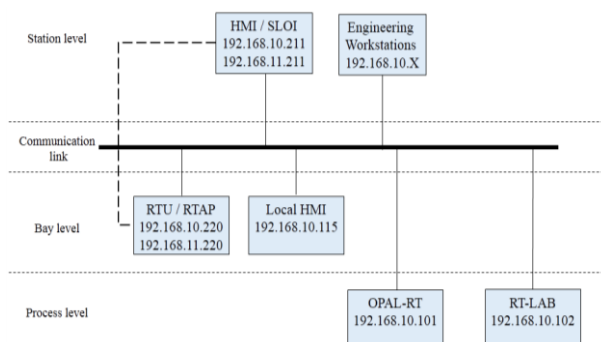 Station level
HMI / SLOI
192.168.10.211
192.168.11.211
Engineering
Workstations
192.168.10.X
Communication
link
Bay level
RTU / RTAP
192.168.10.220
192.168.11.220
Local HMI
192.168.10.115
Process level
OPAL-RT
192.168.10.101
RT-LAB
192.168.10.102